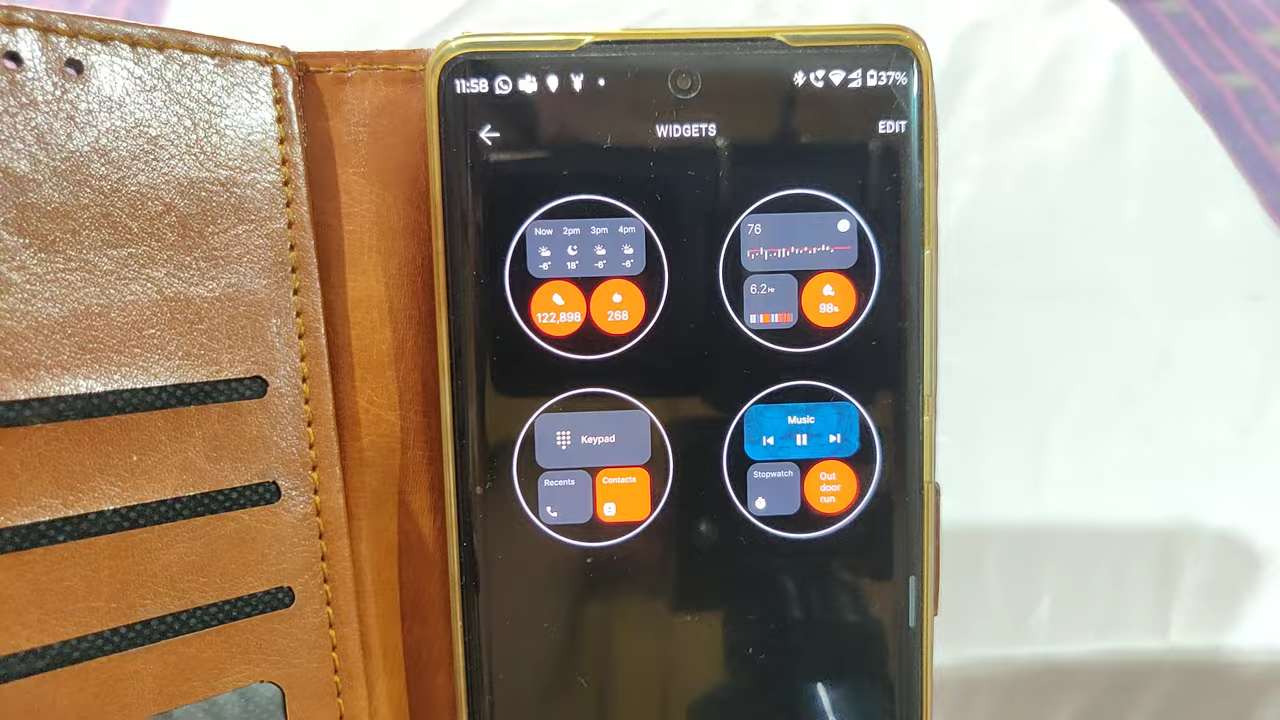 11:58
37%
WIDGETS
EDIT
Now 2pm 3pm 4pm
-6° 18° -6° -6°
122,898
268
76
6.2Hr
98%
Keypad
Recents
Contacts
Music
Stopwatch
Out
door
run